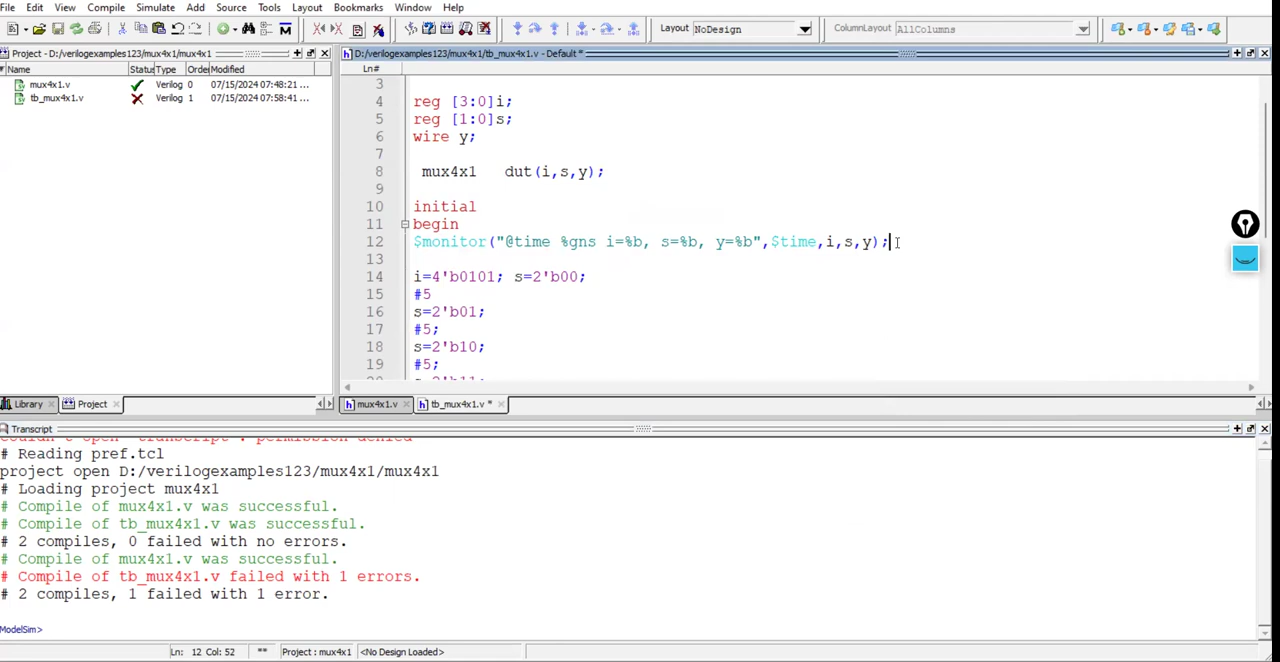 File Edit View Compile Simulate Add Source Tools Layout Bookmarks Window Help
Layout NoDesign ColumnLayout AllColumns
Project - D:/verilogexamples123/mux4x1/mux4x1
D:/verilogexamples123/mux4x1/tb_mux4x1.v - Default *
Name Status Type Order Modified
Ln#
mux4x1.v Verilog 0 07/15/2024 07:48:21 ...
tb_mux4x1.v Verilog 1 07/15/2024 07:58:41 ...
3
4 reg [3:0]i;
5 reg [1:0]s;
6 wire y;
7
8 mux4x1 dut(i,s,y);
9
10 initial
11 begin
12 $monitor("@time %gns i=%b, s=%b, y=%b",$time,i,s,y);
13
14 i=4'b0101; s=2'b00;
15 #5
16 s=2'b01;
17 #5;
18 s=2'b10;
19 #5;
20 s=2'b11;
Library Project
mux4x1.v tb_mux4x1.v *
Transcript
couldn't open "transcript": permission denied
# Reading pref.tcl
project open D:/verilogexamples123/mux4x1/mux4x1
# Loading project mux4x1
# Compile of mux4x1.v was successful.
# Compile of tb_mux4x1.v was successful.
# 2 compiles, 0 failed with no errors.
# Compile of mux4x1.v was successful.
# Compile of tb_mux4x1.v failed with 1 errors.
# 2 compiles, 1 failed with 1 error.
ModelSim>
Ln: 12 Col: 52 ** Project : mux4x1 <No Design Loaded>